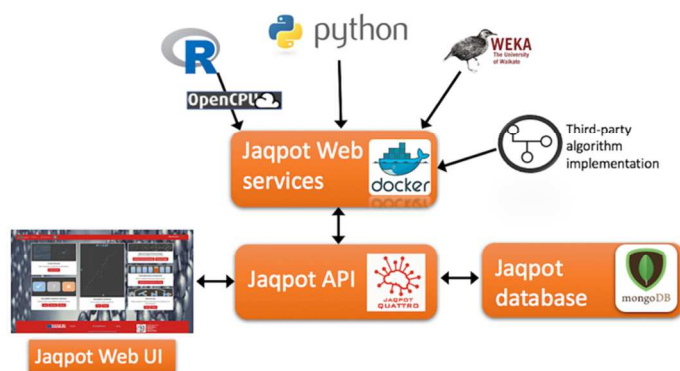 R
python
WEKA
The University
of Waikato
OpenCPU
Jaqpot Web
services
docker
Third-party
algorithm
implementation
Jaqpot API
JAQPOT
QUATTRO
Jaqpot
database
mongoDB
Jaqpot Web UI